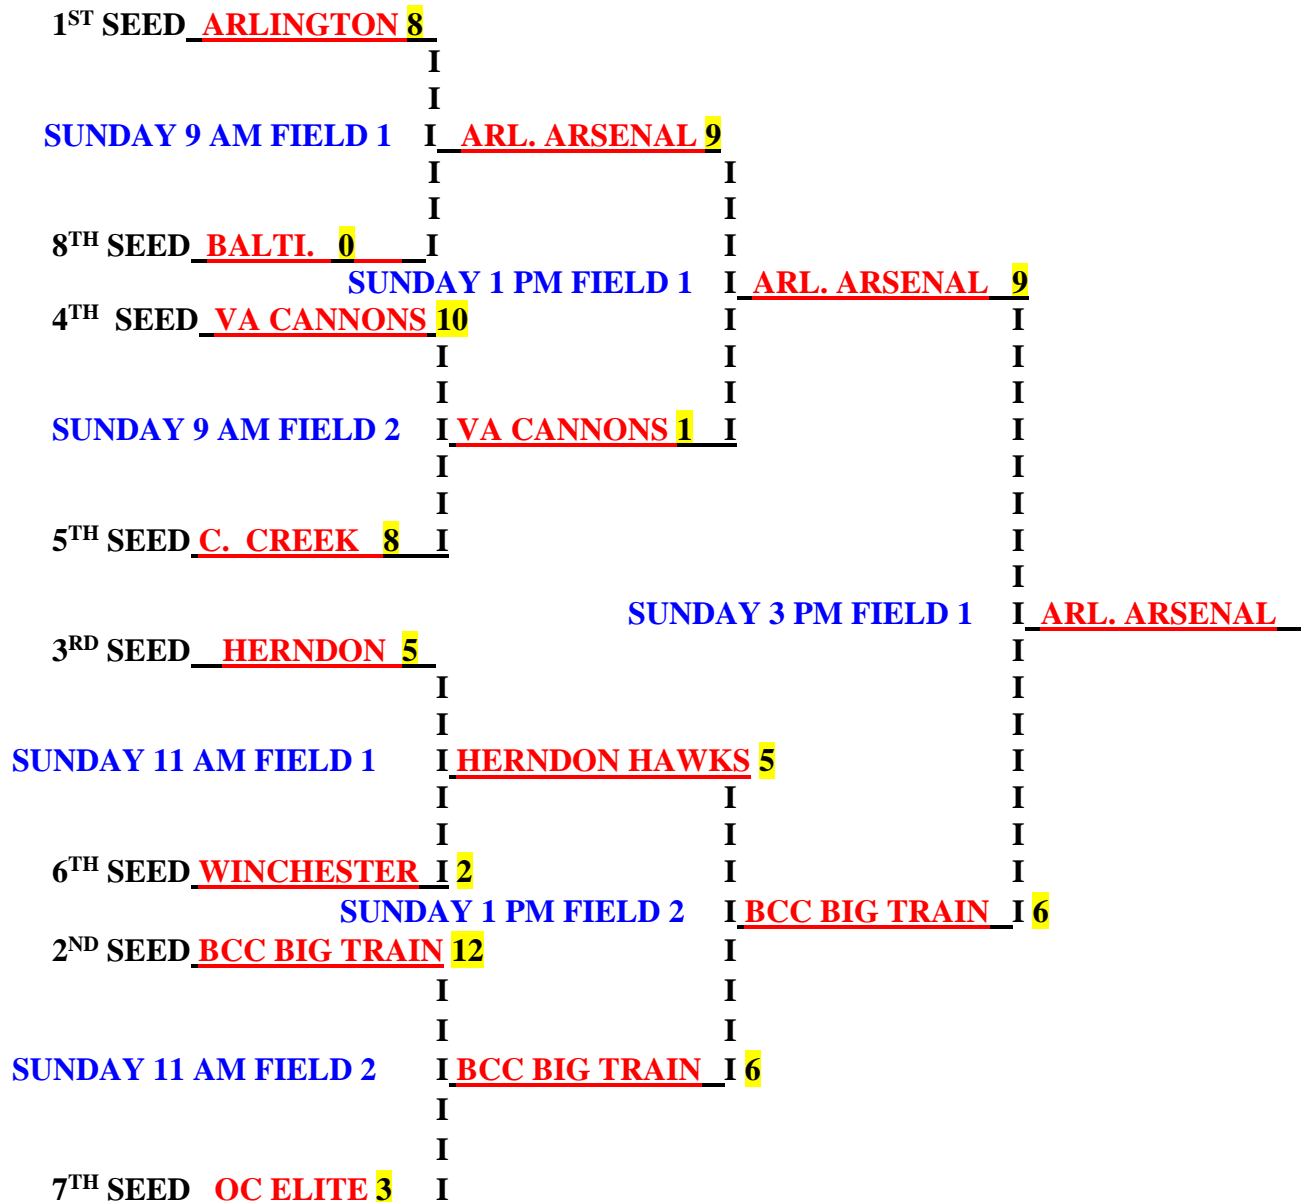 1ST SEED ARLINGTON 8
I
I
SUNDAY 9 AM FIELD 1 I ARL. ARSENAL 9
I I
I I
8TH SEED BALTI. 0 I I
SUNDAY 1 PM FIELD 1 I ARL. ARSENAL 9
4TH SEED VA CANNONS 10 I I
I I I
I I I
SUNDAY 9 AM FIELD 2 I VA CANNONS 1 I I
I I
I I
5TH SEED C. CREEK 8 I I
I
SUNDAY 3 PM FIELD 1 I ARL. ARSENAL
3RD SEED HERNDON 5 I
I I
I I
SUNDAY 11 AM FIELD 1 I HERNDON HAWKS 5 I
I I I
I I I
6TH SEED WINCHESTER I 2 I I
SUNDAY 1 PM FIELD 2 I BCC BIG TRAIN I 6
2ND SEED BCC BIG TRAIN 12 I
I I
I I
SUNDAY 11 AM FIELD 2 I BCC BIG TRAIN I 6
I
I
7TH SEED OC ELITE 3 I